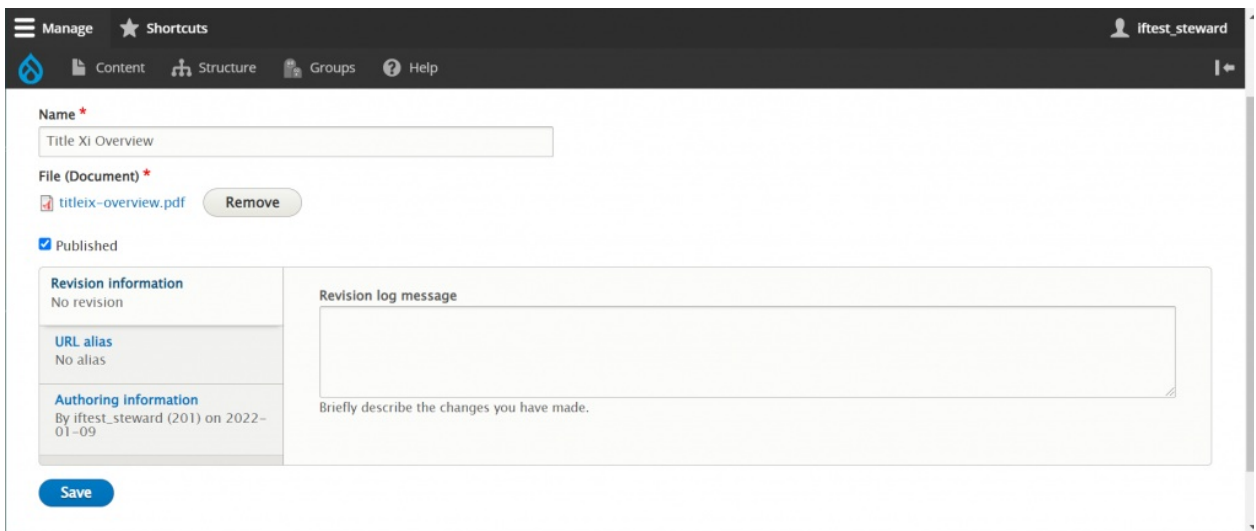 Manage Shortcuts iftest_steward
Content Structure Groups Help
Name *
Title Xi Overview
File (Document) *
titleix-overview.pdf Remove
Published
Revision information
No revision
Revision log message
URL alias
No alias
Authoring information
By iftest_steward (201) on 2022-
01-09
Briefly describe the changes you have made.
Save